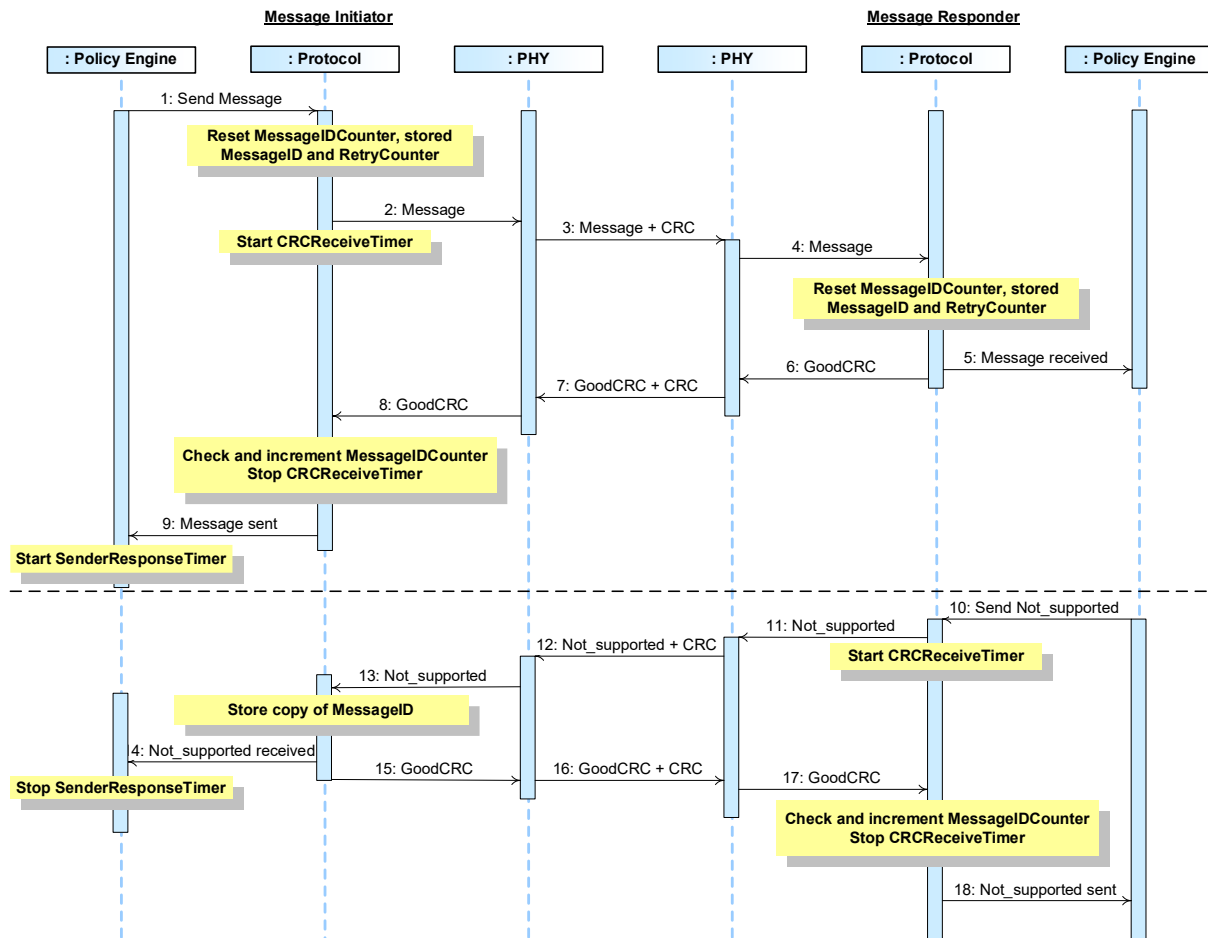 Message Initiator
Message Responder
: Policy Engine
: Protocol
: PHY
: PHY
: Protocol
: Policy Engine
1: Send Message
Reset MessageIDCounter, stored
MessageID and RetryCounter
2: Message
Start CRCReceiveTimer
3: Message + CRC
4: Message
Reset MessageIDCounter, stored
MessageID and RetryCounter
5: Message received
6: GoodCRC
7: GoodCRC + CRC
8: GoodCRC
Check and increment MessageIDCounter
Stop CRCReceiveTimer
9: Message sent
Start SenderResponseTimer
10: Send Not_supported
11: Not_supported
Start CRCReceiveTimer
12: Not_supported + CRC
13: Not_supported
Store copy of MessageID
4: Not_supported received
Stop SenderResponseTimer
15: GoodCRC
16: GoodCRC + CRC
17: GoodCRC
Check and increment MessageIDCounter
Stop CRCReceiveTimer
18: Not_supported sent